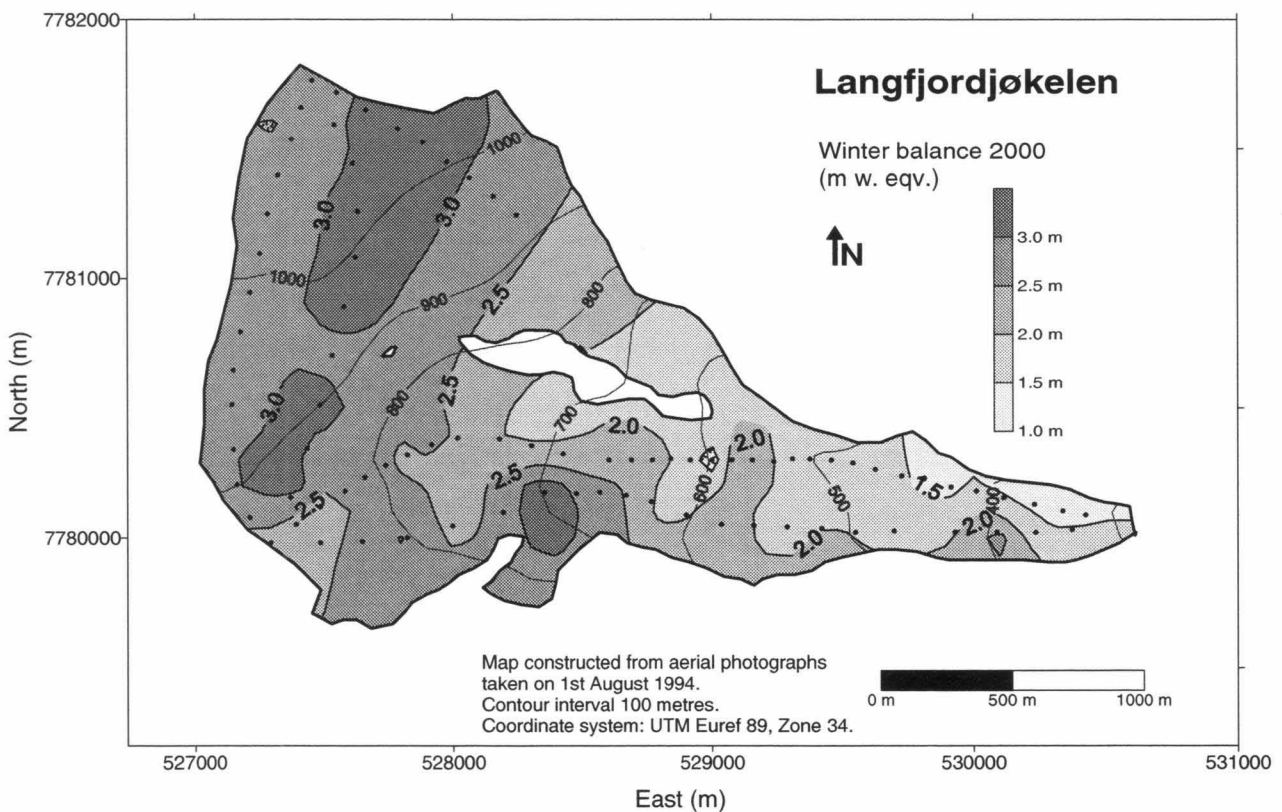 7782000
Langfjordjøkelen
Winter balance 2000
(m w. eqv.)
3.0 m
2.5 m
2.0 m
1.5 m
1.0 m
N
1000
3.0
3.0
1000
7781000
900
2.5
800
North (m)
2.5
3.0
800
700
2.0
2.0
2.5
2.5
600
500
1.5
400
2.0
2.0
7780000
Map constructed from aerial photographs
taken on 1st August 1994.
Contour interval 100 metres.
Coordinate system: UTM Euref 89, Zone 34.
0 m 500 m 1000 m
527000 528000 529000 530000 531000
East (m)